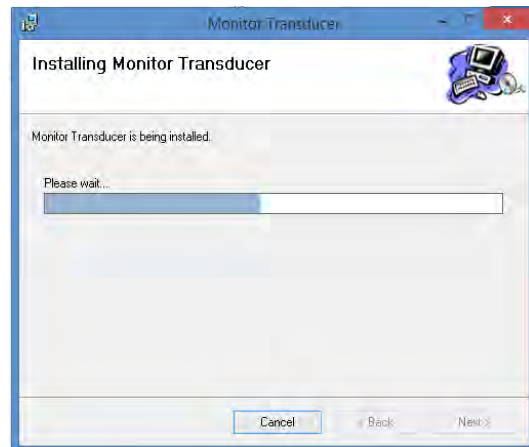 Monitor Transducer
Installing Monitor Transducer
Monitor Transducer is being installed.
Please wait...
Cancel
< Back
Next >